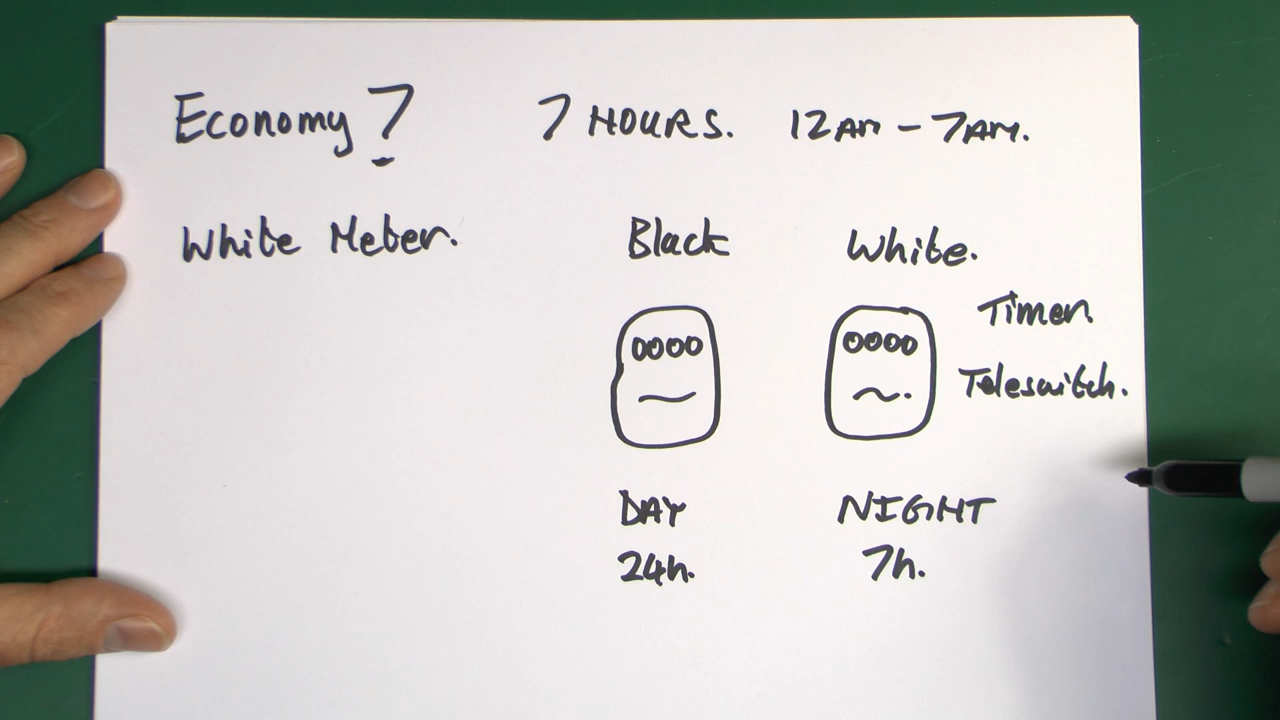 Economy 7 7 HOURS. 12AM - 7AM.
White Meter. Black White.
Timer.
0000 0000
Teleswitch.
DAY NIGHT
24h. 7h.